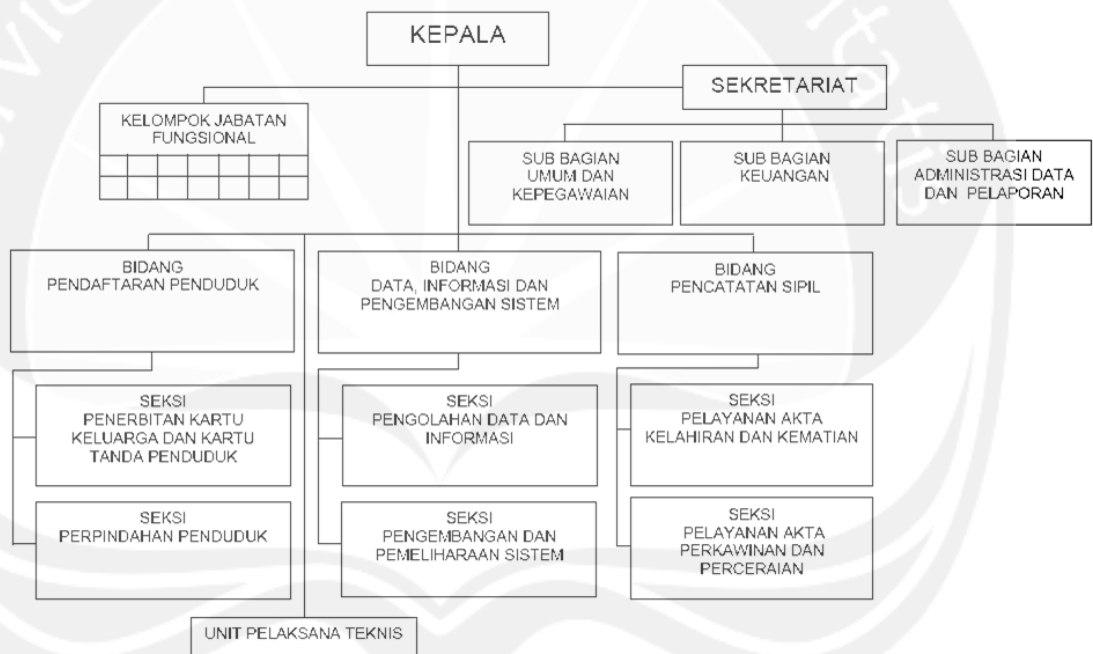 KEPALA
SEKRETARIAT
KELOMPOK JABATAN
FUNGSIONAL
SUB BAGIAN
UMUM DAN
KEPEGAWAIAN
SUB BAGIAN
KEUANGAN
SUB BAGIAN
ADMINISTRASI DATA
DAN PELAPORAN
BIDANG
PENDAFTARAN PENDUDUK
BIDANG
DATA, INFORMASI DAN
PENGEMBANGAN SISTEM
BIDANG
PENCATATAN SIPIL
SEKSI
PENERBITAN KARTU
KELUARGA DAN KARTU
TANDA PENDUDUK
SEKSI
PENGOLAHAN DATA DAN
INFORMASI
SEKSI
PELAYANAN AKTA
KELAHIRAN DAN KEMATIAN
SEKSI
PERPINDAHAN PENDUDUK
SEKSI
PENGEMBANGAN DAN
PEMELIHARAAN SISTEM
SEKSI
PELAYANAN AKTA
PERKAWINAN DAN
PERCERAIAN
UNIT PELAKSANA TEKNIS